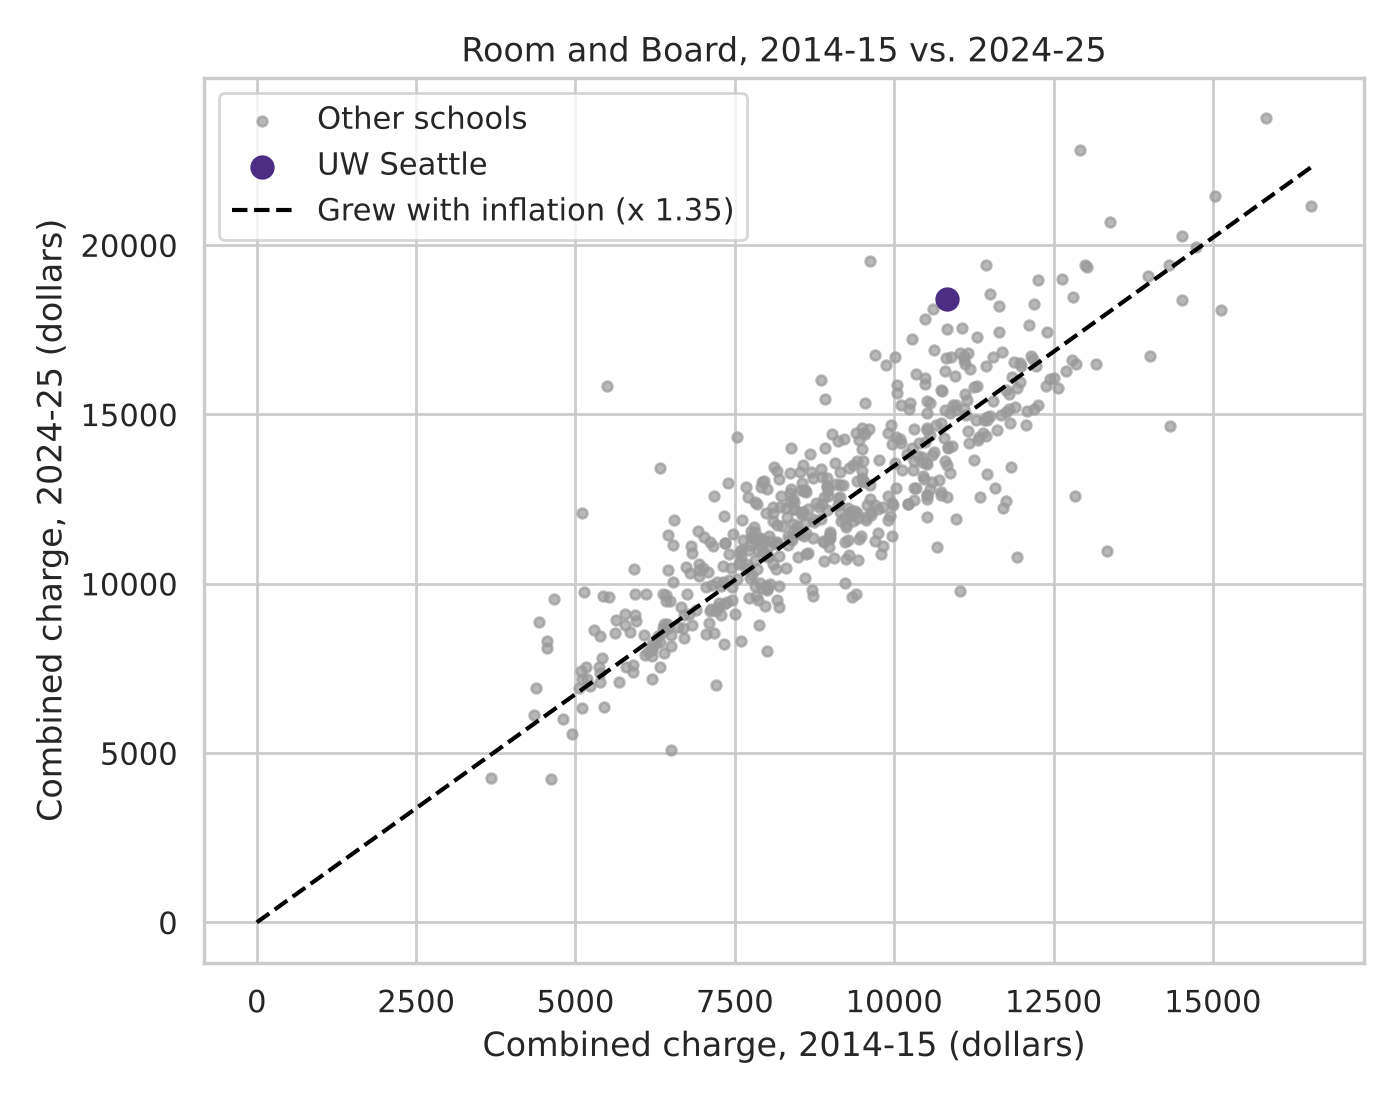 Room and Board, 2014-15 vs. 2024-25
Other schools
UW Seattle
Grew with inflation (x 1.35)
Combined charge, 2024-25 (dollars)
20000
15000
10000
5000
0
0 2500 5000 7500 10000 12500 15000
Combined charge, 2014-15 (dollars)